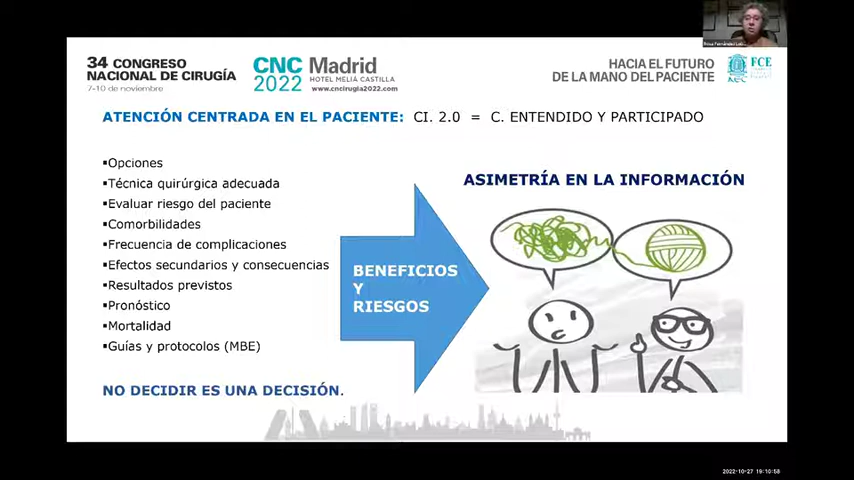 34 CONGRESO
NACIONAL DE CIRUGÍA
7-10 de noviembre
CNC
2022
Madrid
HOTEL MELIA CASTILLA
www.cncirugia2022.com
HACIA EL FUTURO
DE LA MANO DEL PACIENTE
AEC
FCE
ATENCIÓN CENTRADA EN EL PACIENTE: CI. 2.0 = C. ENTENDIDO Y PARTICIPADO
▪Opciones
▪Técnica quirúrgica adecuada
▪Evaluar riesgo del paciente
▪Comorbilidades
▪Frecuencia de complicaciones
▪Efectos secundarios y consecuencias
▪Resultados previstos
▪Pronóstico
▪Mortalidad
▪Guías y protocolos (MBE)
NO DECIDIR ES UNA DECISIÓN.
BENEFICIOS
Y
RIESGOS
ASIMETRÍA EN LA INFORMACIÓN
2022-10-27 19:10:58